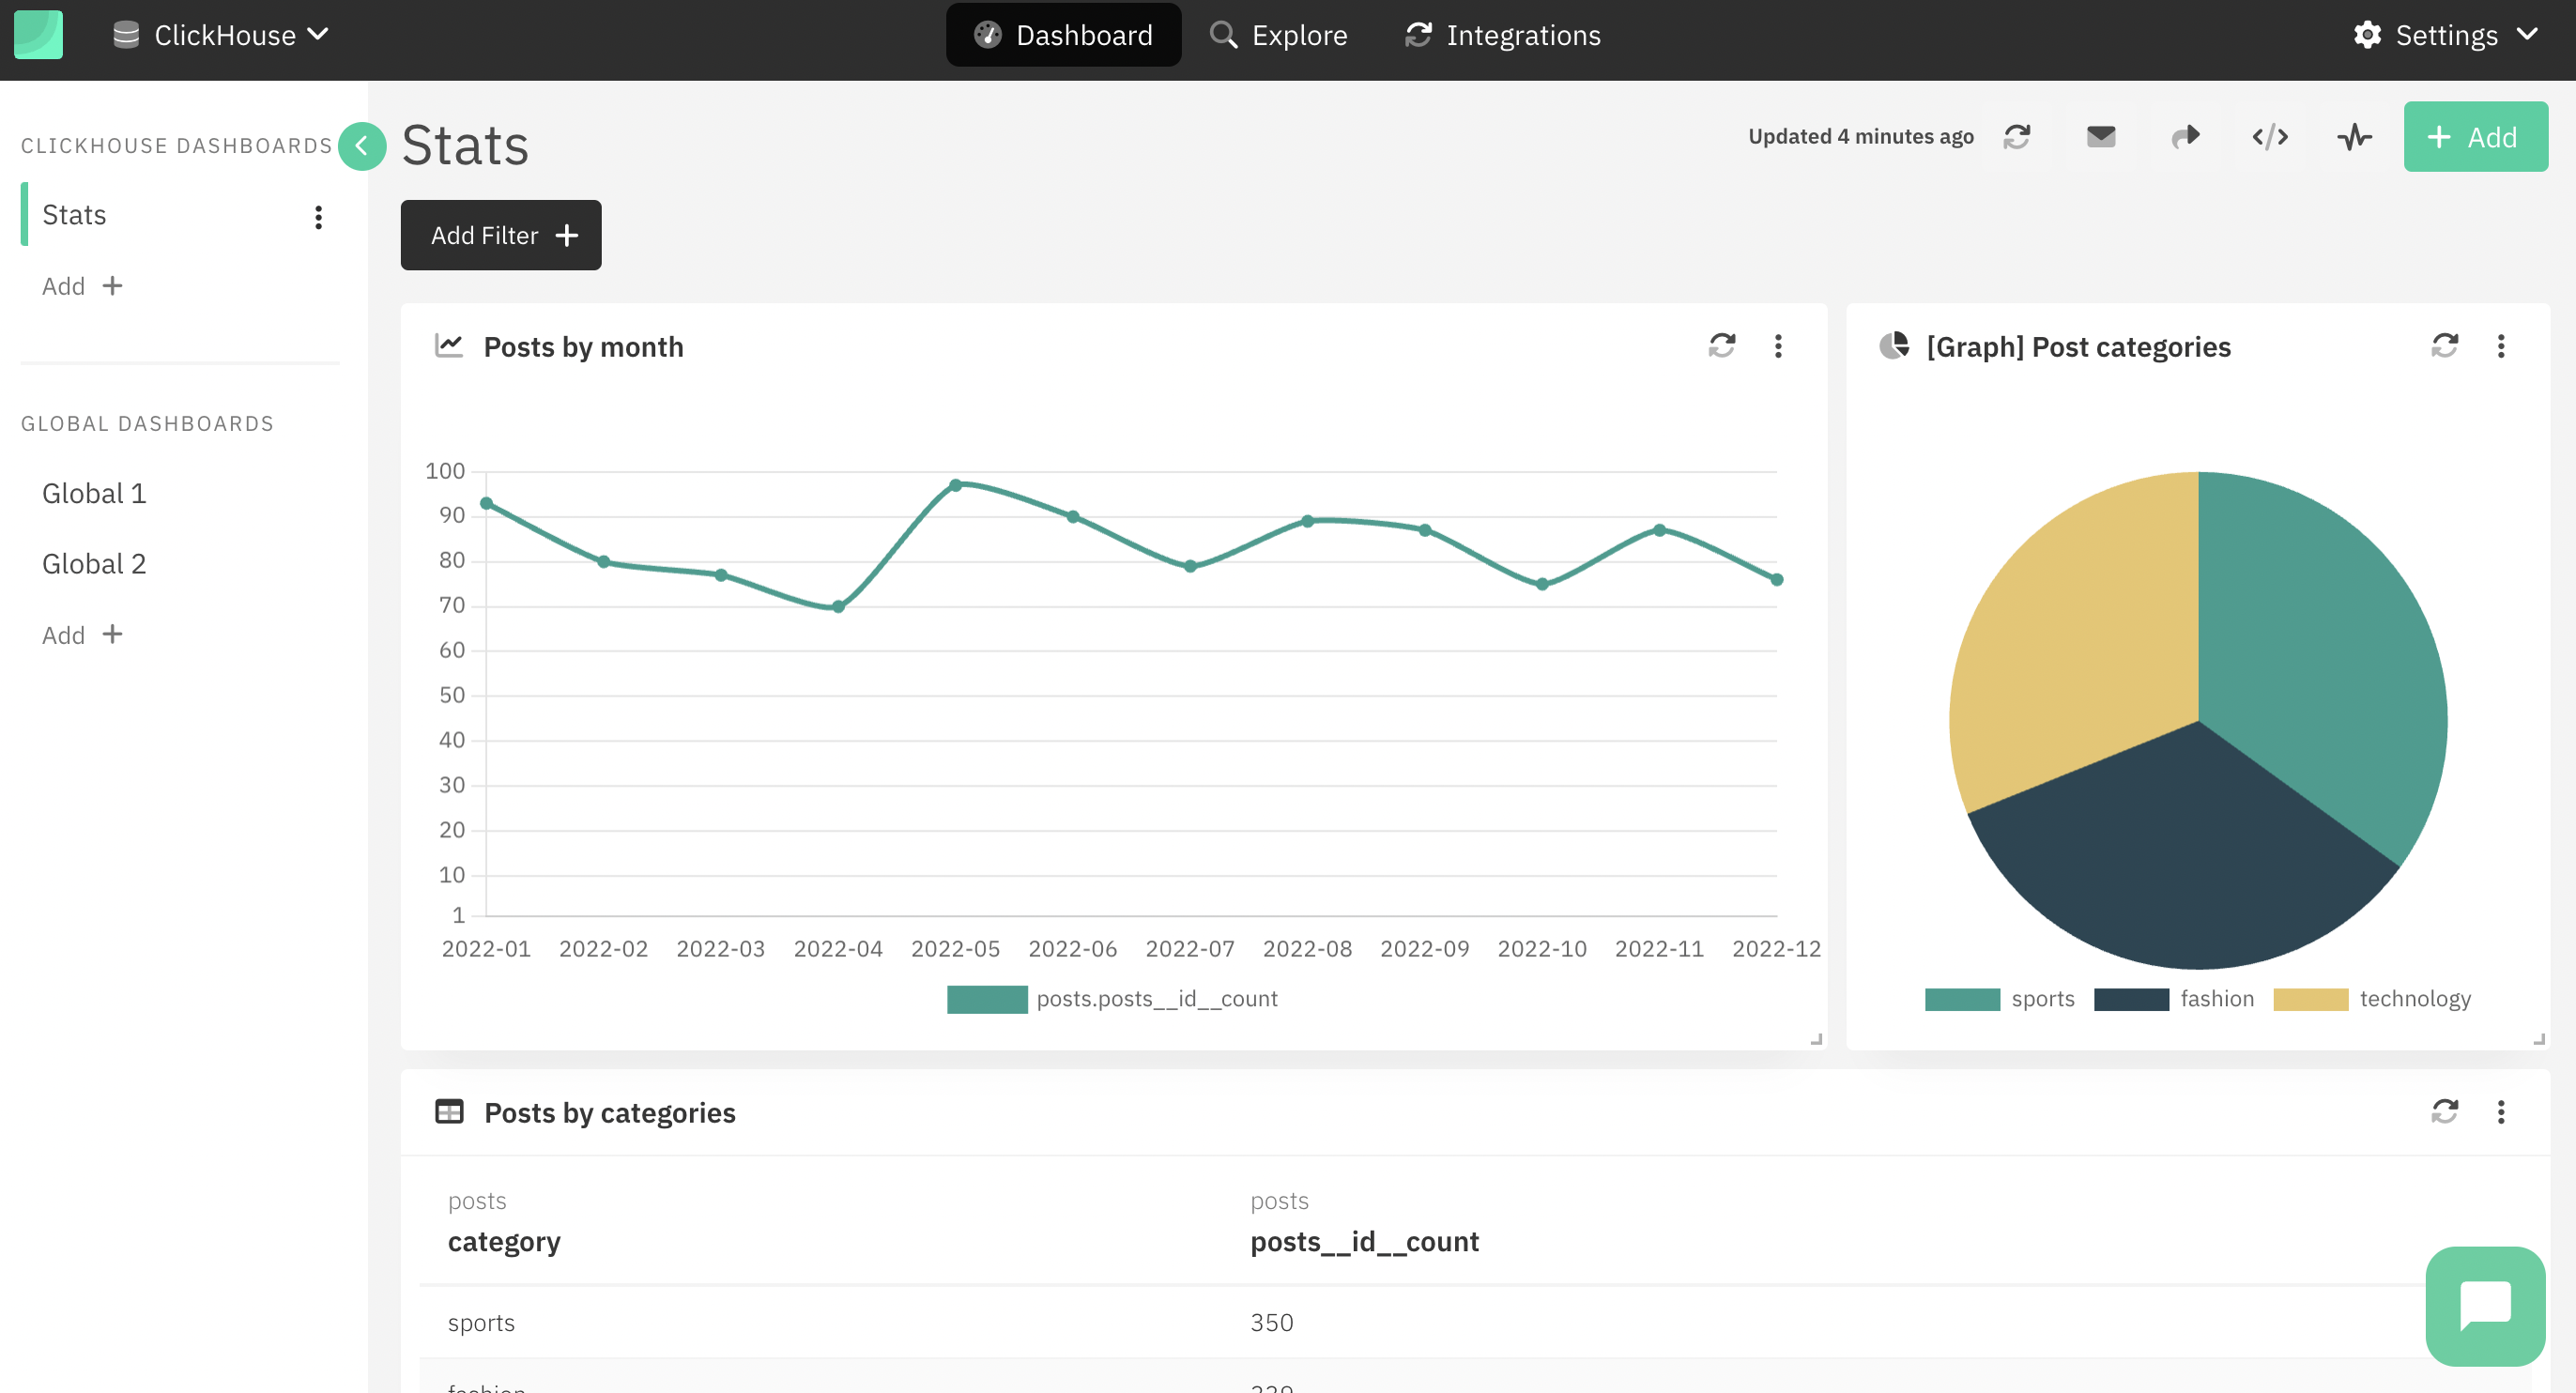 ClickHouse
Dashboard
Explore
Integrations
Settings
CLICKHOUSE DASHBOARDS
Stats
Add
GLOBAL DASHBOARDS
Global 1
Global 2
Add
Stats
Updated 4 minutes ago
Add
Add Filter
Posts by month
100
90
80
70
60
50
40
30
20
10
1
2022-01 2022-02 2022-03 2022-04 2022-05 2022-06 2022-07 2022-08 2022-09 2022-10 2022-11 2022-12
posts.posts__id__count
[Graph] Post categories
sports fashion technology
Posts by categories
posts posts
category posts__id__count
sports 350